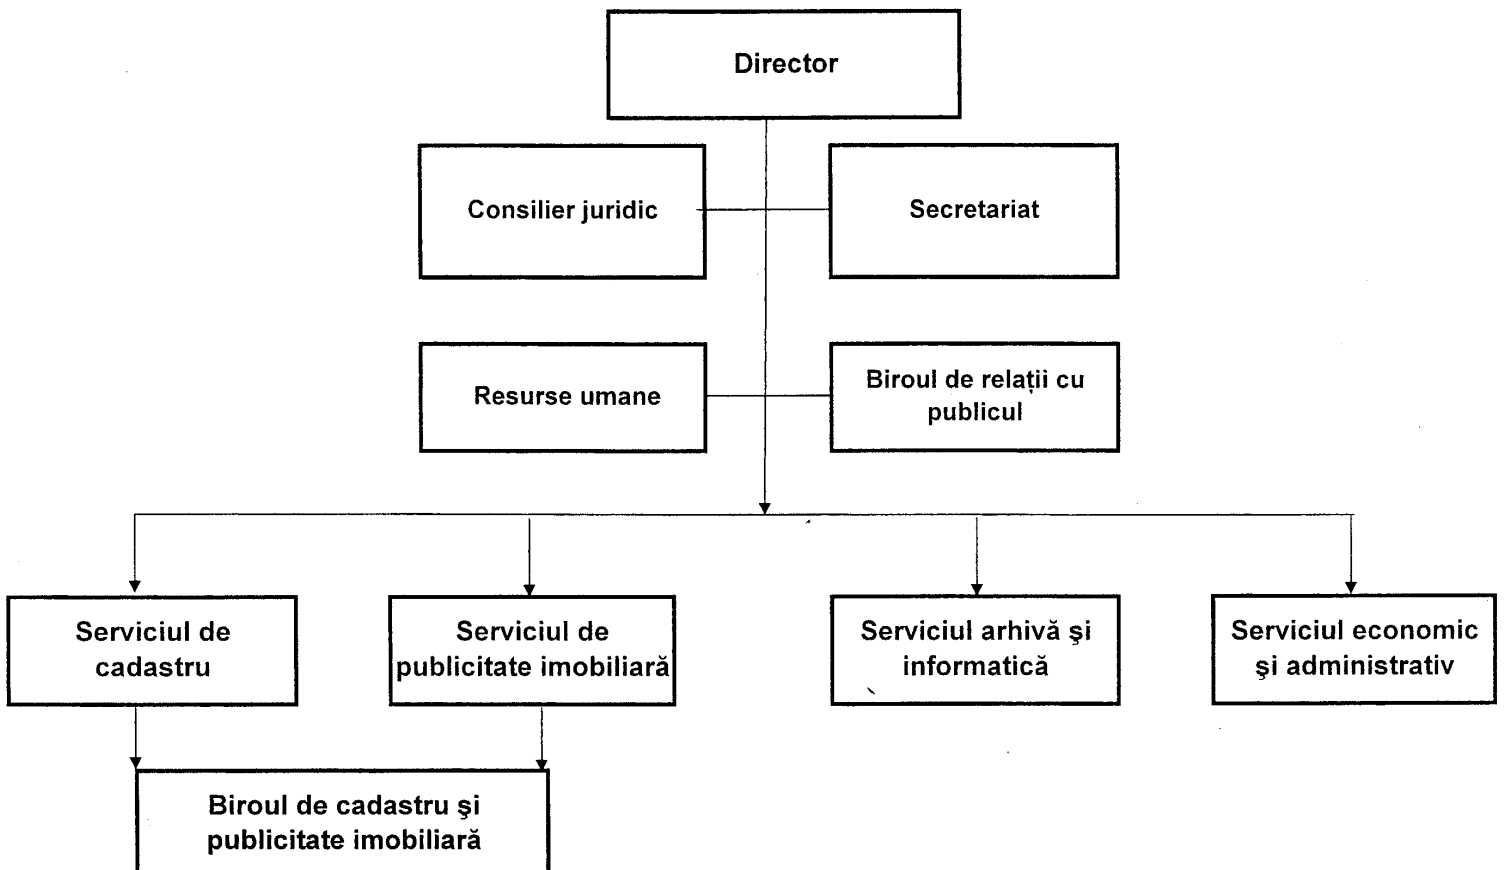 Director
Consilier juridic
Secretariat
Resurse umane
Biroul de relații cu
publicul
Serviciul de
cadastru
Serviciul de
publicitate imobiliară
Serviciul arhivă şi
informatică
Serviciul economic
şi administrativ
Biroul de cadastru şi
publicitate imobiliară